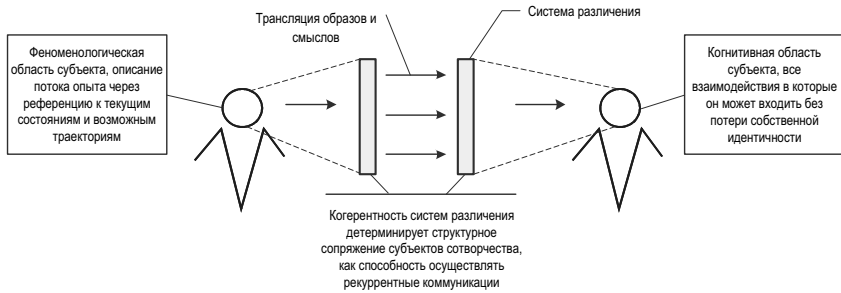 Трансляция образов и
смыслов
Система различения
Феноменологическая
область субъекта, описание
потока опыта через
референцию к текущим
состояниям и возможным
траекториям
Когнитивная область
субъекта, все
взаимодействия в которые
он может входить без
потери собственной
идентичности
Когерентность систем различения
детерминирует структурное
сопряжение субъектов сотворчества,
как способность осуществлять
рекуррентные коммуникации